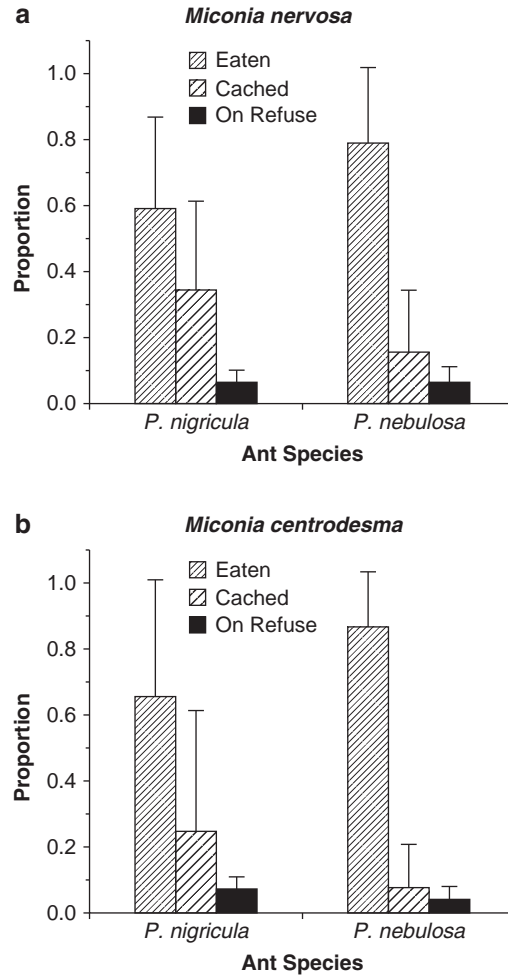 a
Miconia nervosa
Eaten
Cached
On Refuse
1.0
0.8
0.6
0.4
0.2
0.0
Proportion
P. nigricula
P. nebulosa
Ant Species
b
Miconia centrodesma
Eaten
Cached
On Refuse
1.0
0.8
0.6
0.4
0.2
0.0
Proportion
P. nigricula
P. nebulosa
Ant Species